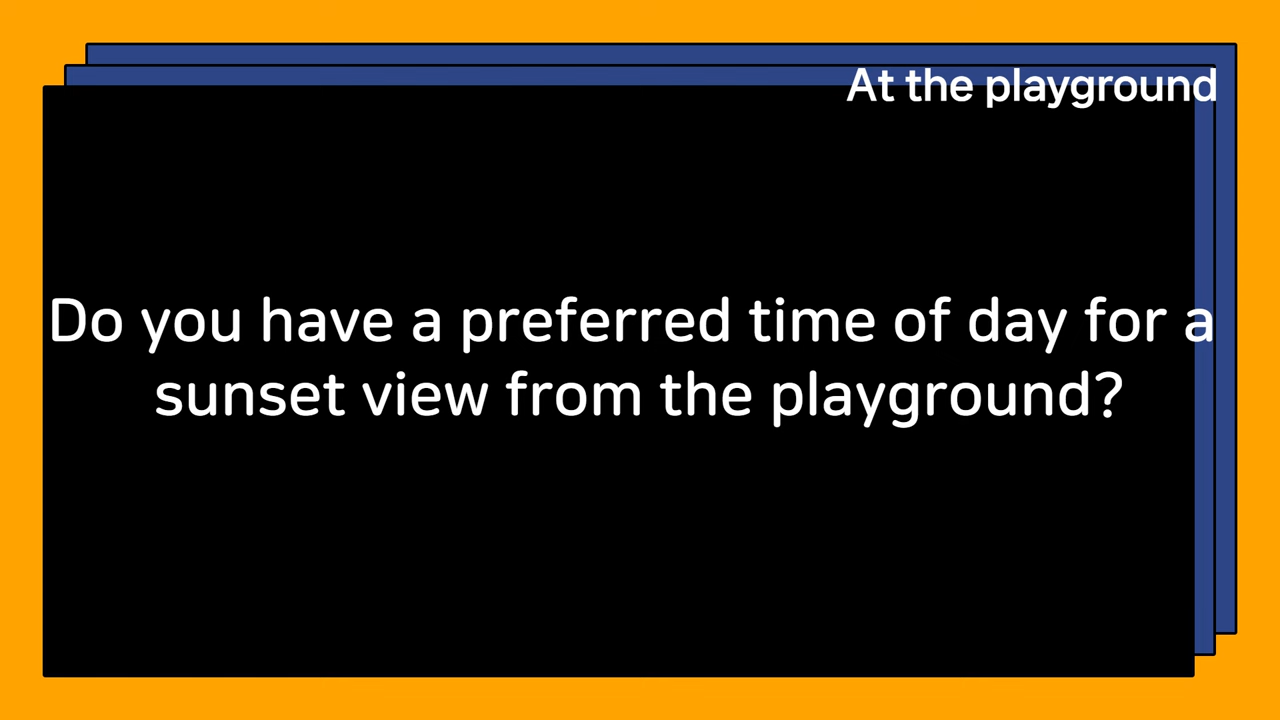 At the playground
Do you have a preferred time of day for a
sunset view from the playground?